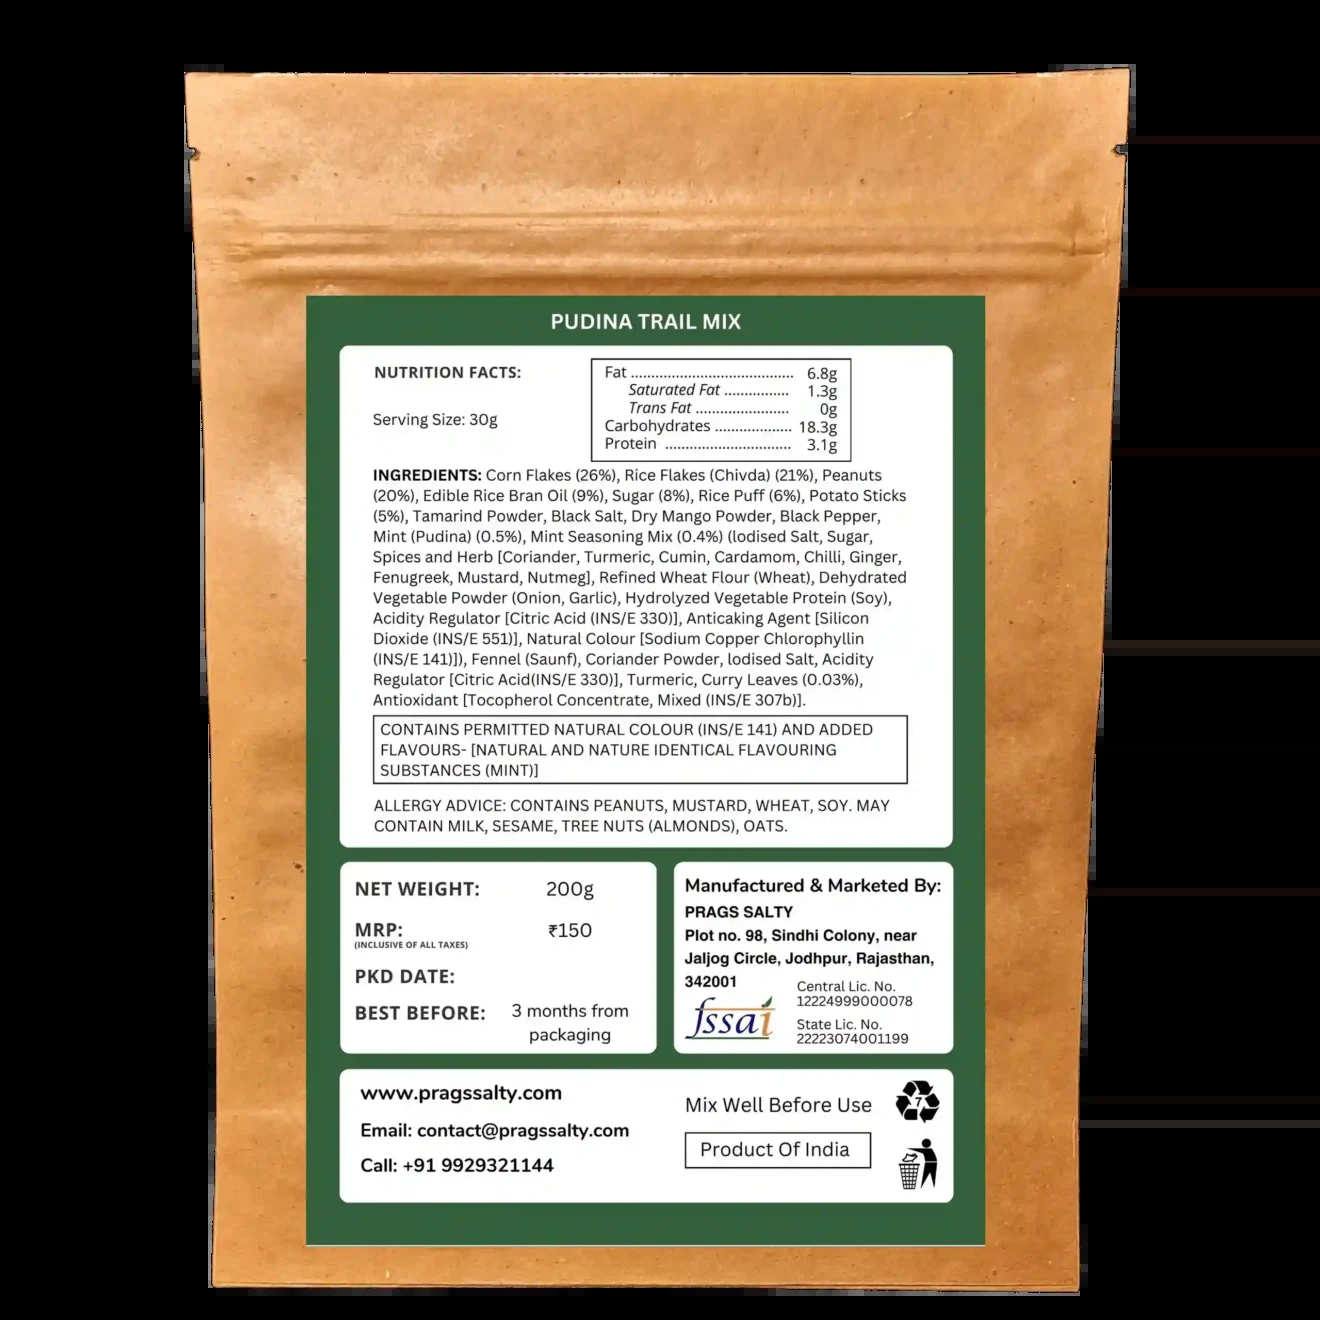 PUDINA TRAIL MIX
NUTRITION FACTS:
Serving Size: 30g
Fat ........................................ 6.8g
Saturated Fat ................ 1.3g
Trans Fat ....................... 0g
Carbohydrates ................... 18.3g
Protein ............................... 3.1g
INGREDIENTS: Corn Flakes (26%), Rice Flakes (Chivda) (21%), Peanuts
(20%), Edible Rice Bran Oil (9%), Sugar (8%), Rice Puff (6%), Potato Sticks
(5%), Tamarind Powder, Black Salt, Dry Mango Powder, Black Pepper,
Mint (Pudina) (0.5%), Mint Seasoning Mix (0.4%) (Iodised Salt, Sugar,
Spices and Herb [Coriander, Turmeric, Cumin, Cardamom, Chilli, Ginger,
Fenugreek, Mustard, Nutmeg], Refined Wheat Flour (Wheat), Dehydrated
Vegetable Powder (Onion, Garlic), Hydrolyzed Vegetable Protein (Soy),
Acidity Regulator [Citric Acid (INS/E 330)], Anticaking Agent [Silicon
Dioxide (INS/E 551)], Natural Colour [Sodium Copper Chlorophyllin
(INS/E 141)]), Fennel (Saunf), Coriander Powder, Iodised Salt, Acidity
Regulator [Citric Acid(INS/E 330)], Turmeric, Curry Leaves (0.03%),
Antioxidant [Tocopherol Concentrate, Mixed (INS/E 307b)].
CONTAINS PERMITTED NATURAL COLOUR (INS/E 141) AND ADDED
FLAVOURS- [NATURAL AND NATURE IDENTICAL FLAVOURING
SUBSTANCES (MINT)]
ALLERGY ADVICE: CONTAINS PEANUTS, MUSTARD, WHEAT, SOY. MAY
CONTAIN MILK, SESAME, TREE NUTS (ALMONDS), OATS.
NET WEIGHT: 200g
MRP: ₹150
(INCLUSIVE OF ALL TAXES)
PKD DATE:
BEST BEFORE: 3 months from
packaging
Manufactured & Marketed By:
PRAGS SALTY
Plot no. 98, Sindhi Colony, near
Jaljog Circle, Jodhpur, Rajasthan,
342001
fssai
Central Lic. No.
12224999000078
State Lic. No.
22223074001199
www.pragssalty.com
Email: contact@pragssalty.com
Call: +91 9929321144
Mix Well Before Use
Product Of India
7